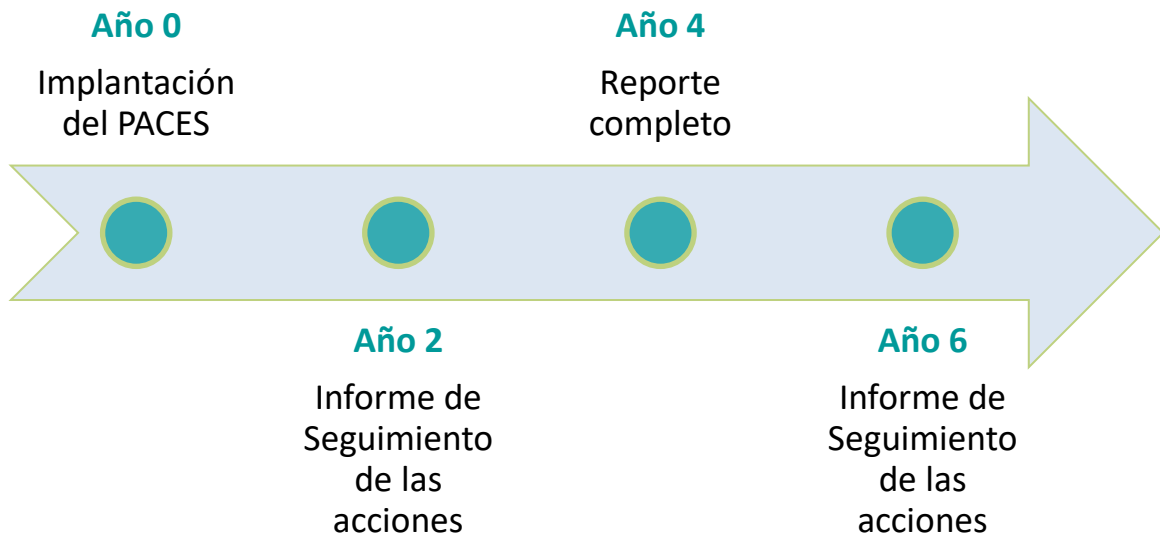 Año 0
Implantación
del PACES
Año 2
Informe de
Seguimiento
de las
acciones
Año 4
Reporte
completo
Año 6
Informe de
Seguimiento
de las
acciones